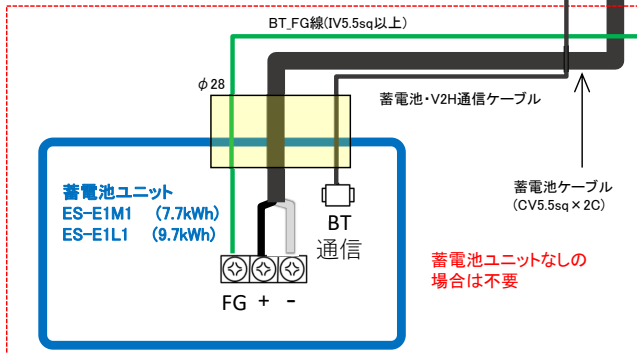 BT_FG線(IV5.5sq以上)
φ28
蓄電池・V2H通信ケーブル
蓄電池ケーブル
(CV5.5sq×2C)
蓄電池ユニット
ES-E1M1 (7.7kWh)
ES-E1L1 (9.7kWh)
BT
通信
FG + -
蓄電池ユニットなしの
場合は不要